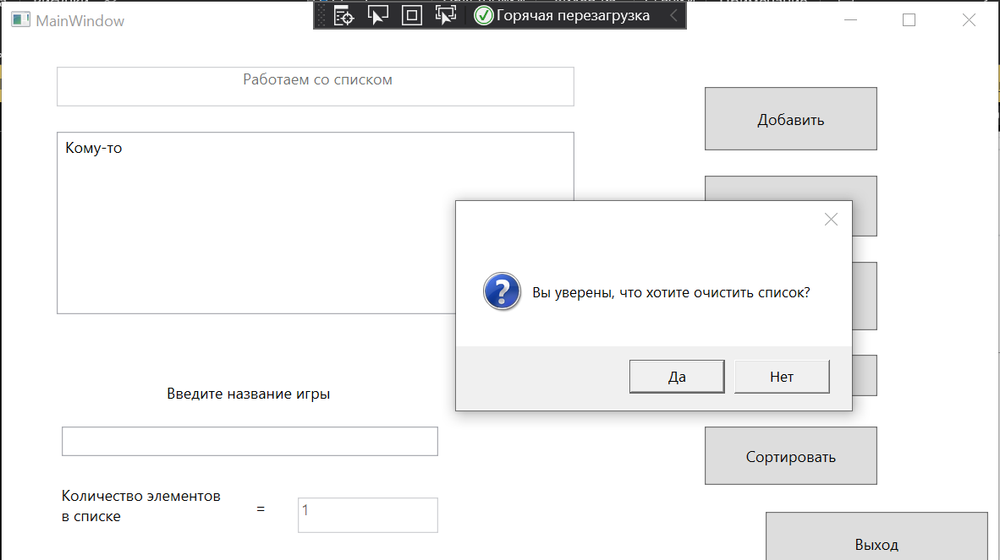 MainWindow
Горячая перезагрузка
Работаем со списком
Добавить
Кому-то
?
Вы уверены, что хотите очистить список?
Да
Нет
Введите название игры
Сортировать
Количество элементов
в списке
=
1
Выход